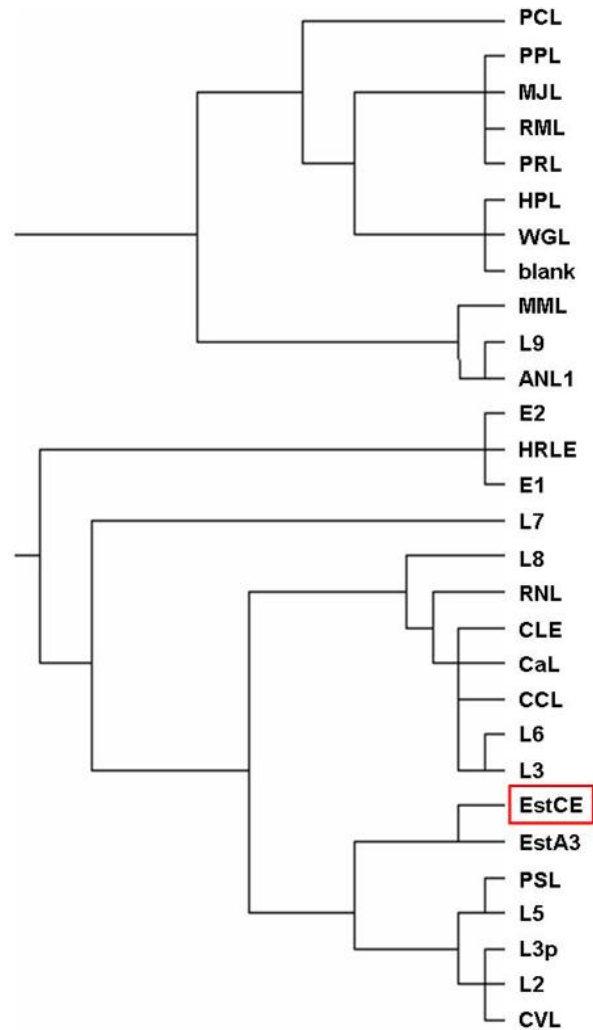 PCL
PPL
MJL
RML
PRL
HPL
WGL
blank
MML
L9
ANL1
E2
HRLE
E1
L7
L8
RNL
CLE
CaL
CCL
L6
L3
EstCE
EstA3
PSL
L5
L3p
L2
CVL